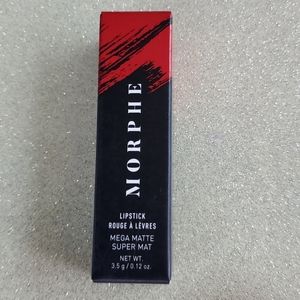 MORPHE
LIPSTICK
ROUGE À LÈVRES
MEGA MATTE
SUPER MAT
NET WT.
3.5 g / 0.12 oz.